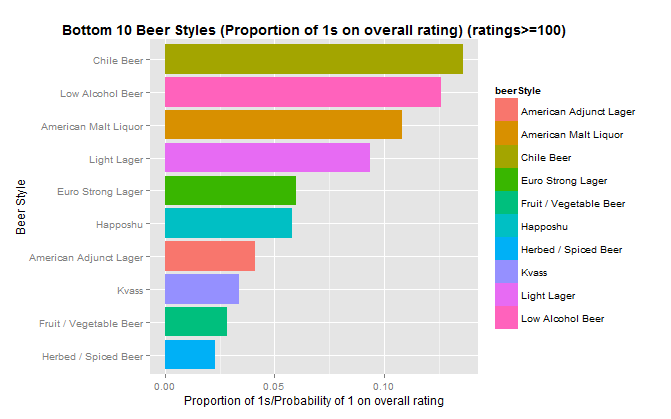 Bottom 10 Beer Styles (Proportion of 1s on overall rating) (ratings>=100)
Beer Style
Chile Beer
Low Alcohol Beer
American Malt Liquor
Light Lager
Euro Strong Lager
Happoshu
American Adjunct Lager
Kvass
Fruit / Vegetable Beer
Herbed / Spiced Beer
0.00 0.05 0.10
Proportion of 1s/Probability of 1 on overall rating
beerStyle
American Adjunct Lager
American Malt Liquor
Chile Beer
Euro Strong Lager
Fruit / Vegetable Beer
Happoshu
Herbed / Spiced Beer
Kvass
Light Lager
Low Alcohol Beer